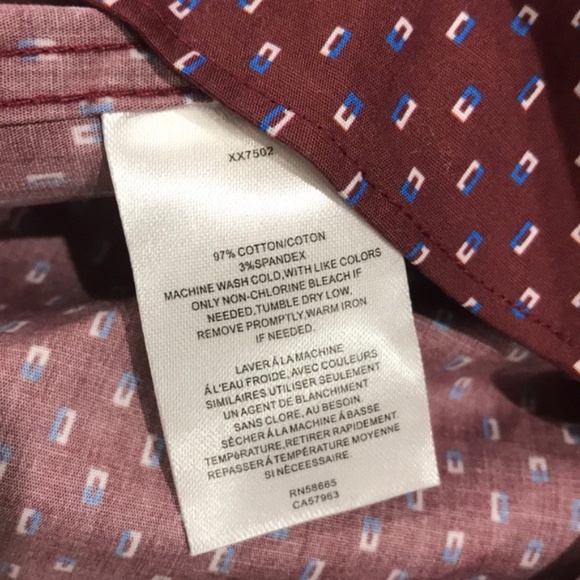 XX7502
97% COTTON/COTON
3%SPANDEX
MACHINE WASH COLD,WITH LIKE COLORS
ONLY NON-CHLORINE BLEACH IF
NEEDED,TUMBLE DRY LOW,
REMOVE PROMPTLY,WARM IRON
IF NEEDED.
LAVER À LA MACHINE
Á L'EAU FROIDE, AVEC COULEURS
SIMILAIRES UTILISER SEULEMENT
UN AGENT DE BLANCHIMENT
SANS CLORE, AU BESOIN.
SÉCHER À LA MACHINE À BASSE
TEMPéRATURE, RETIRER RAPIDEMENT.
REPASSER À TEMPÉRATURE MOYENNE
SI NÉCESSAIRE.
RN58665
CA57963